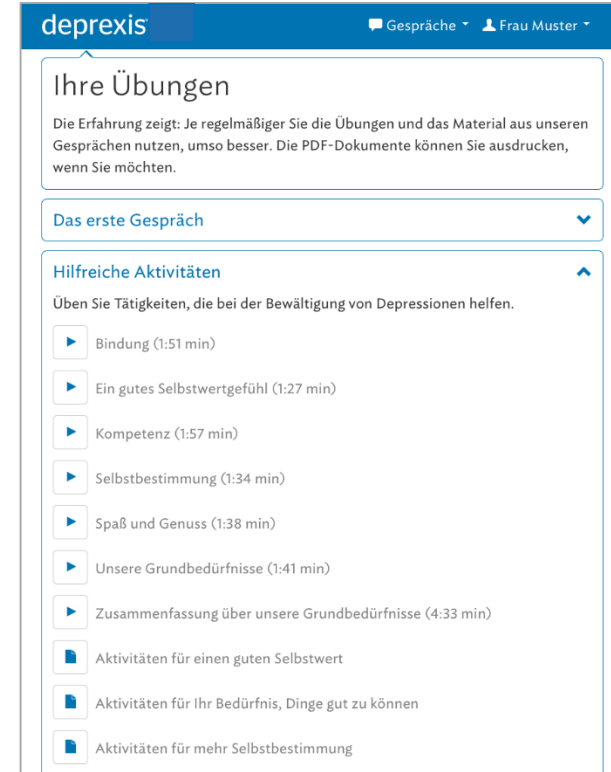 deprexis
Gespräche
Frau Muster
Ihre Übungen
Die Erfahrung zeigt: Je regelmäßiger Sie die Übungen und das Material aus unseren
Gesprächen nutzen, umso besser. Die PDF-Dokumente können Sie ausdrucken,
wenn Sie möchten.
Das erste Gespräch
Hilfreiche Aktivitäten
Üben Sie Tätigkeiten, die bei der Bewältigung von Depressionen helfen.
Bindung (1:51 min)
Ein gutes Selbstwertgefühl (1:27 min)
Kompetenz (1:57 min)
Selbstbestimmung (1:34 min)
Spaß und Genuss (1:38 min)
Unsere Grundbedürfnisse (1:41 min)
Zusammenfassung über unsere Grundbedürfnisse (4:33 min)
Aktivitäten für einen guten Selbstwert
Aktivitäten für Ihr Bedürfnis, Dinge gut zu können
Aktivitäten für mehr Selbstbestimmung